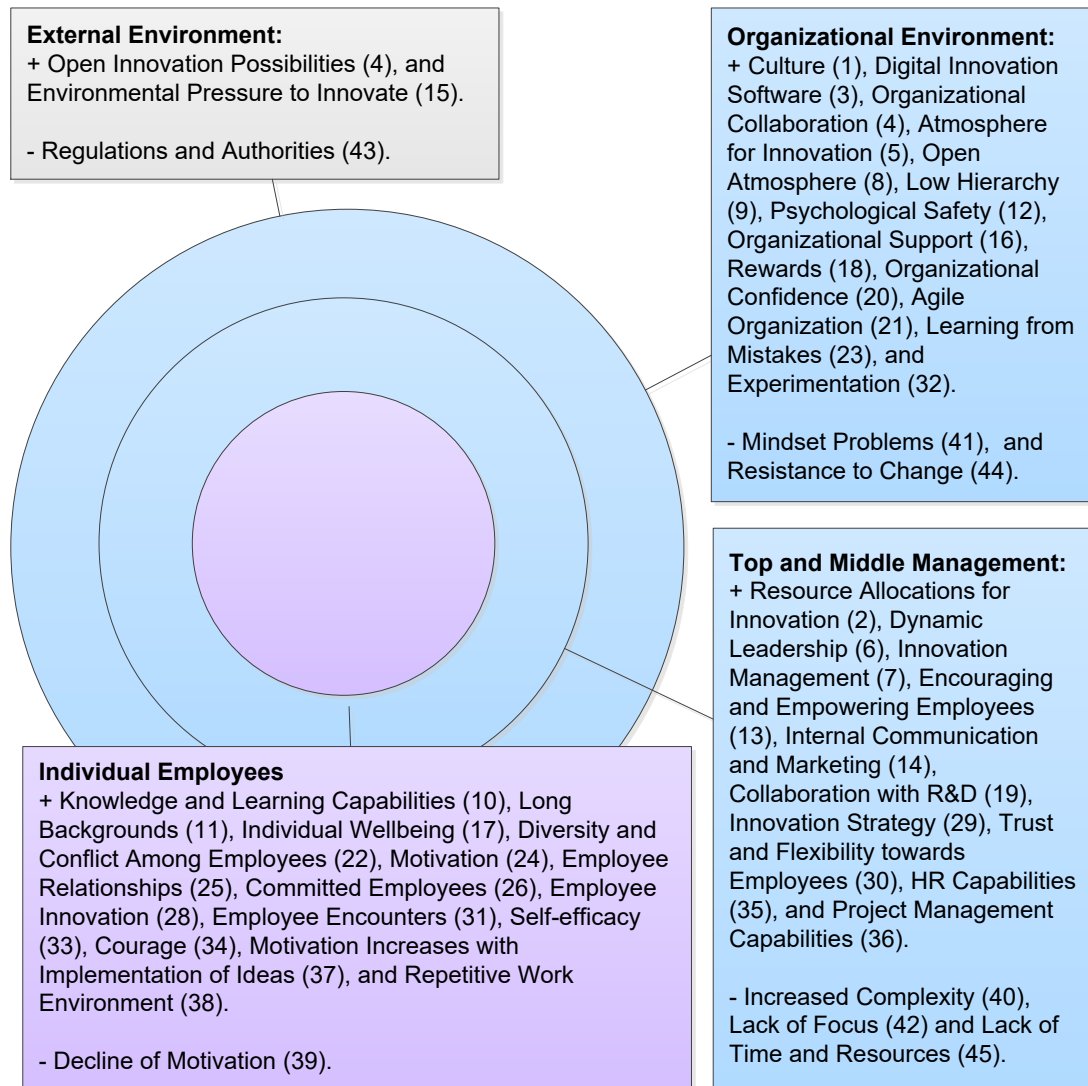 External Environment:
+ Open Innovation Possibilities (4), and
Environmental Pressure to Innovate (15).
- Regulations and Authorities (43).
Organizational Environment:
+ Culture (1), Digital Innovation
Software (3), Organizational
Collaboration (4), Atmosphere
for Innovation (5), Open
Atmosphere (8), Low Hierarchy
(9), Psychological Safety (12),
Organizational Support (16),
Rewards (18), Organizational
Confidence (20), Agile
Organization (21), Learning from
Mistakes (23), and
Experimentation (32).
- Mindset Problems (41), and
Resistance to Change (44).
Top and Middle Management:
+ Resource Allocations for
Innovation (2), Dynamic
Leadership (6), Innovation
Management (7), Encouraging
and Empowering Employees
(13), Internal Communication
and Marketing (14),
Collaboration with R&D (19),
Innovation Strategy (29), Trust
and Flexibility towards
Employees (30), HR Capabilities
(35), and Project Management
Capabilities (36).
- Increased Complexity (40),
Lack of Focus (42) and Lack of
Time and Resources (45).
Individual Employees
+ Knowledge and Learning Capabilities (10), Long
Backgrounds (11), Individual Wellbeing (17), Diversity and
Conflict Among Employees (22), Motivation (24), Employee
Relationships (25), Committed Employees (26), Employee
Innovation (28), Employee Encounters (31), Self-efficacy
(33), Courage (34), Motivation Increases with
Implementation of Ideas (37), and Repetitive Work
Environment (38).
- Decline of Motivation (39).